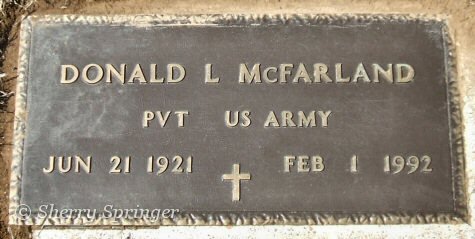 DONALD L McFARLAND
PVT US ARMY
JUN 21 1921 FEB 1 1992
© Sherry Springer